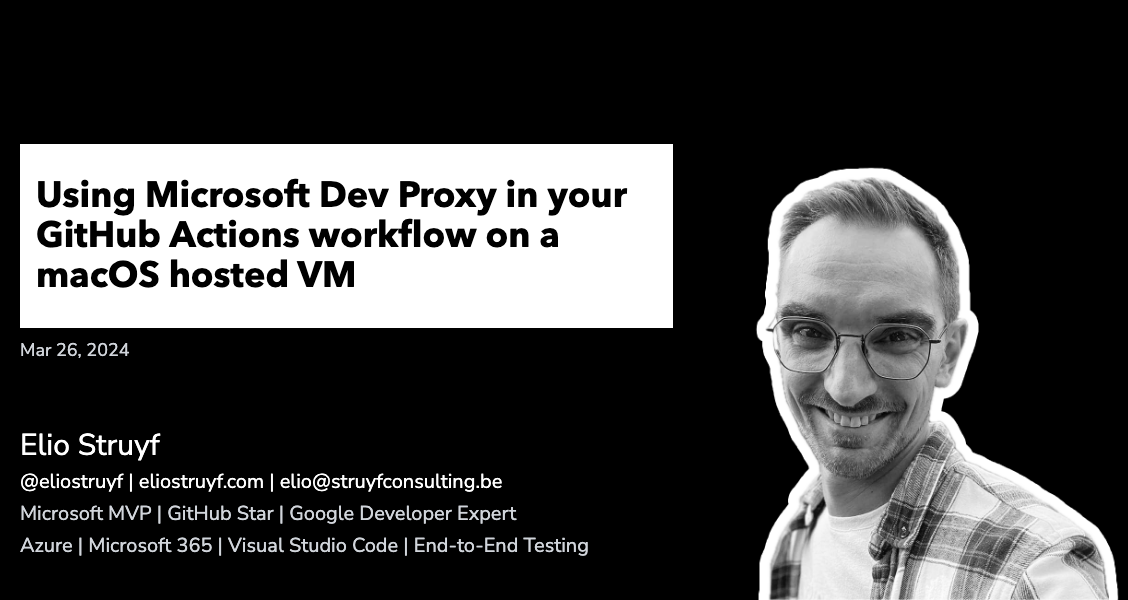 Using Microsoft Dev Proxy in your
GitHub Actions workflow on a
macOS hosted VM
Mar 26, 2024
Elio Struyf
@eliostruyf | eliostruyf.com | elio@struyfconsulting.be
Microsoft MVP | GitHub Star | Google Developer Expert
Azure | Microsoft 365 | Visual Studio Code | End-to-End Testing